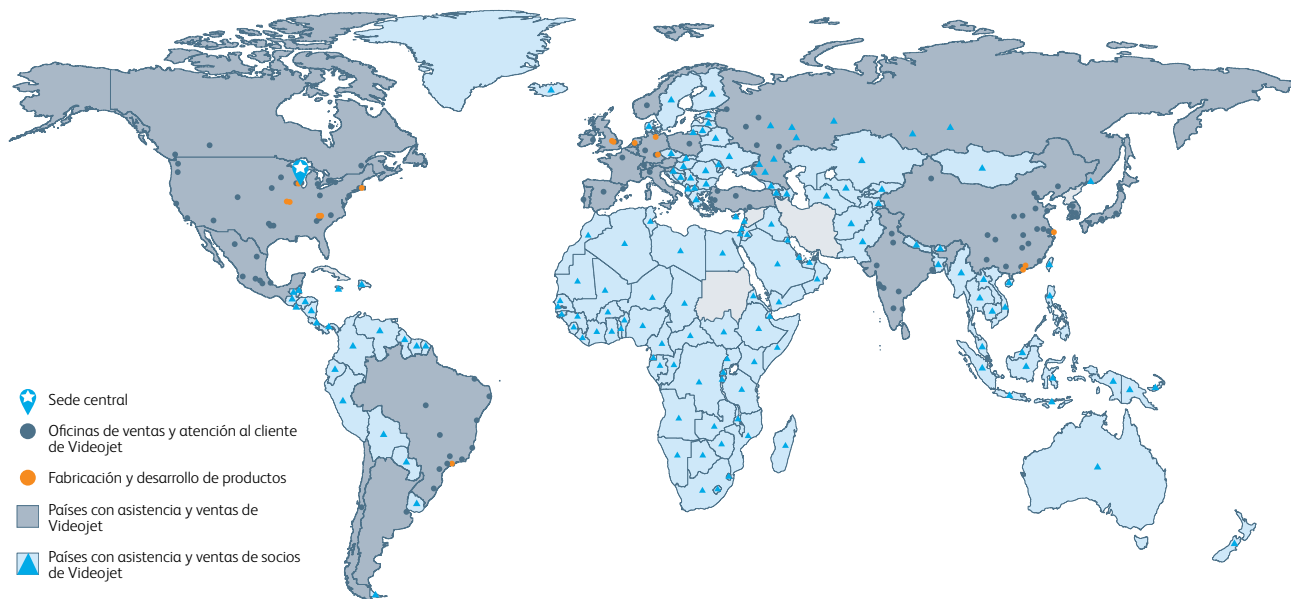 Sede central
Oficinas de ventas y atención al cliente
de Videojet
Fabricación y desarrollo de productos
Países con asistencia y ventas de
Videojet
Países con asistencia y ventas de socios
de Videojet